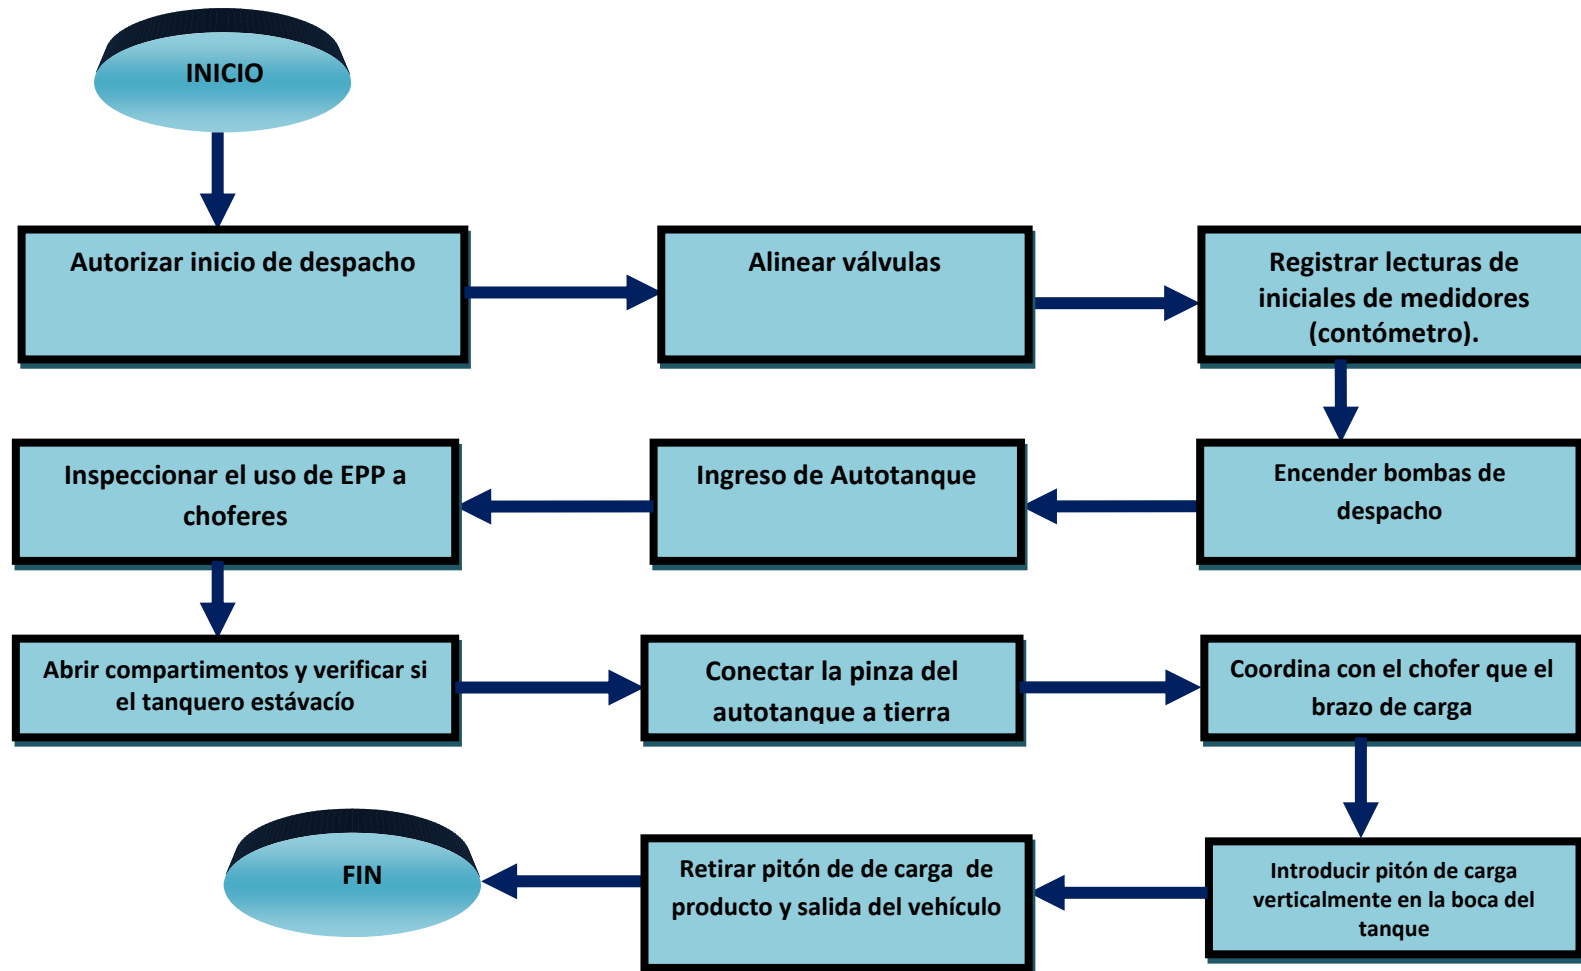 INICIO
Autorizar inicio de despacho
Alinear válvulas
Registrar lecturas de
iniciales de medidores
(contómetro).
Encender bombas de
despacho
Ingreso de Autotanque
Inspeccionar el uso de EPP a
choferes
Abrir compartimentos y verificar si
el tanquero estávacío
Conectar la pinza del
autotanque a tierra
Coordina con el chofer que el
brazo de carga
Introducir pitón de carga
verticalmente en la boca del
tanque
Retirar pitón de de carga  de
producto y salida del vehículo
FIN